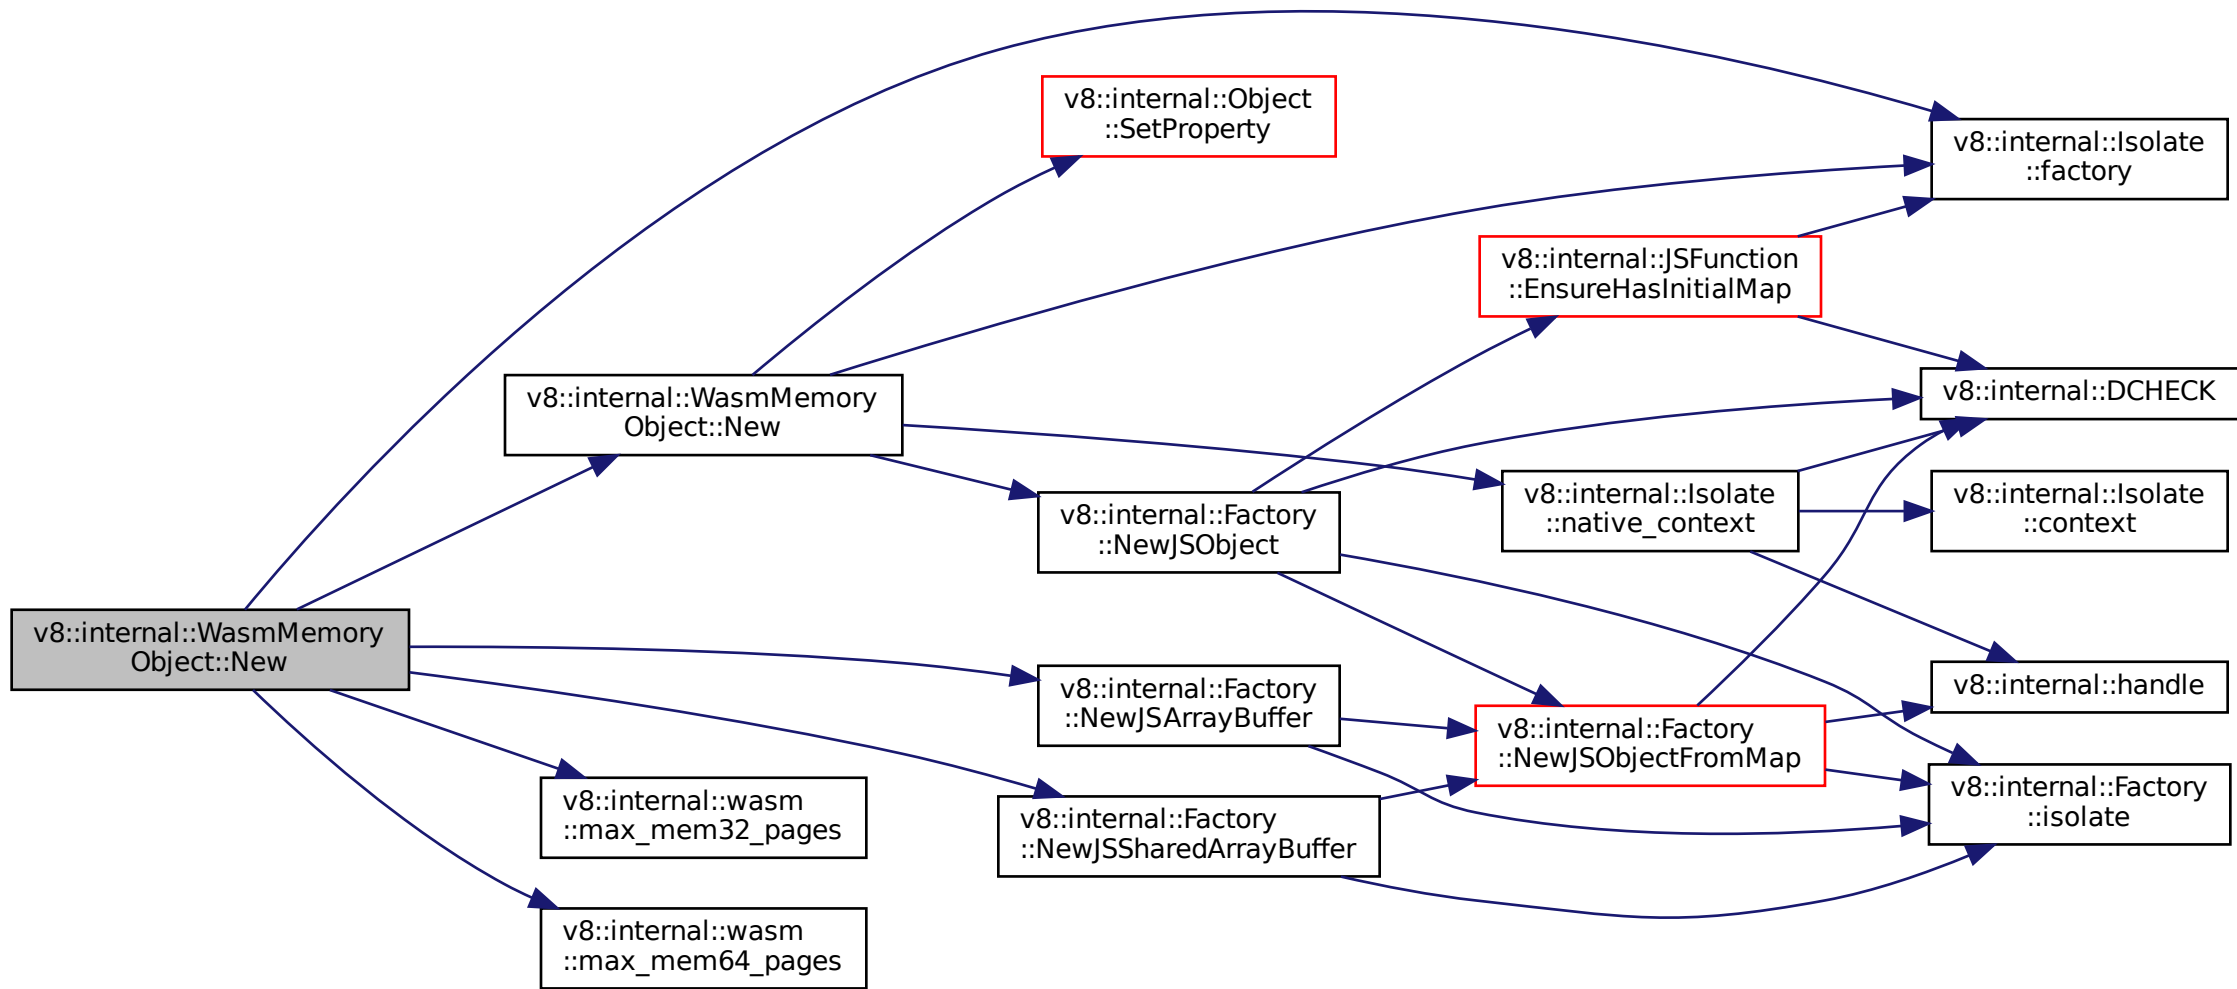 v8::internal::WasmMemory
Object::New
v8::internal::WasmMemory
Object::New
v8::internal::wasm
::max_mem32_pages
v8::internal::wasm
::max_mem64_pages
v8::internal::Object
::SetProperty
v8::internal::Factory
::NewJSObject
v8::internal::Factory
::NewJSArrayBuffer
v8::internal::Factory
::NewJSSharedArrayBuffer
v8::internal::JSFunction
::EnsureHasInitialMap
v8::internal::Isolate
::native_context
v8::internal::Factory
::NewJSObjectFromMap
v8::internal::Isolate
::factory
v8::internal::DCHECK
v8::internal::Isolate
::context
v8::internal::handle
v8::internal::Factory
::isolate